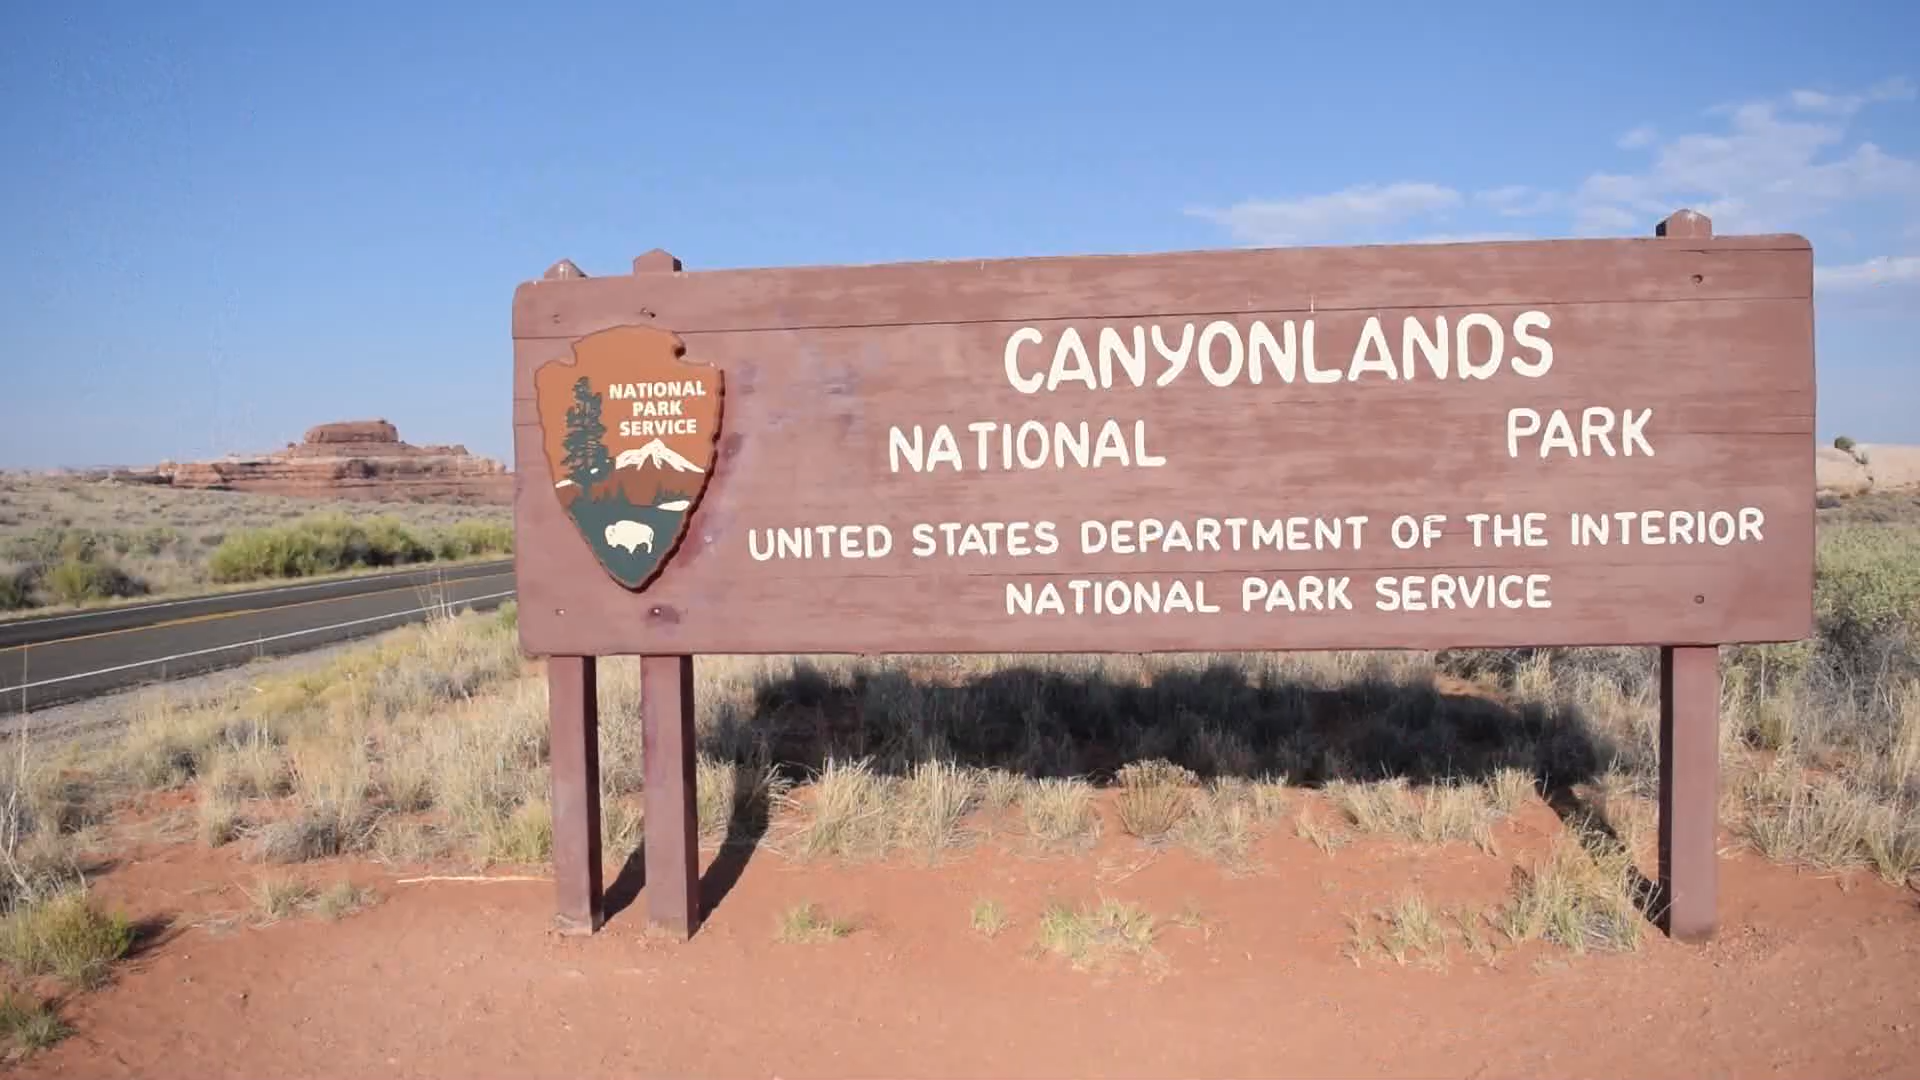 NATIONAL
PARK
SERVICE
CANYONLANDS
NATIONAL PARK
UNITED STATES DEPARTMENT OF THE INTERIOR
NATIONAL PARK SERVICE